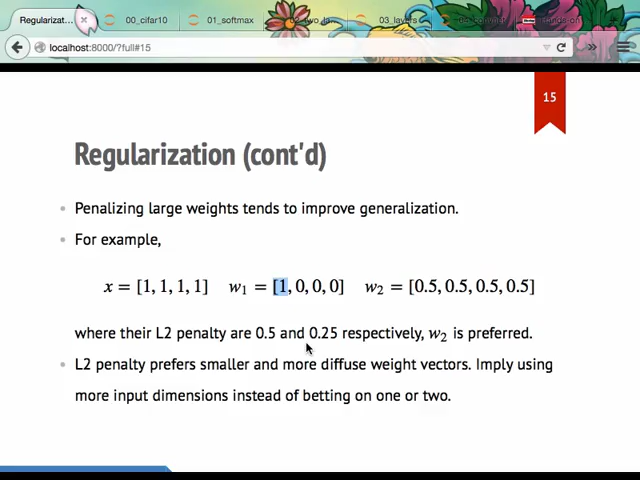 Regularizat...
00_cifar10
01_softmax
03_layers
localhost:8000/?full#15
15
Regularization (cont'd)
Penalizing large weights tends to improve generalization.
For example,
x = [1, 1, 1, 1] w₁ = [1, 0, 0, 0] w₂ = [0.5, 0.5, 0.5, 0.5]
where their L2 penalty are 0.5 and 0.25 respectively, w₂ is preferred.
L2 penalty prefers smaller and more diffuse weight vectors. Imply using
more input dimensions instead of betting on one or two.